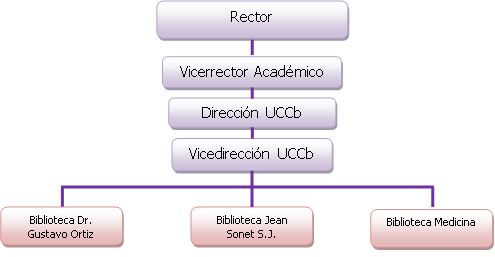 Rector
Vicerrector Académico
Dirección UCCb
Vicedirección UCCb
Biblioteca Dr.
Gustavo Ortiz
Biblioteca Jean
Sonet S.J.
Biblioteca Medicina